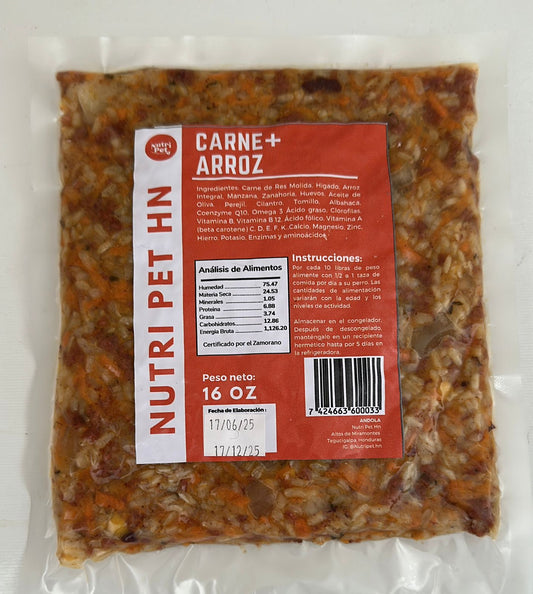 Nutri
Pet
NUTRI PET HN
CARNE+
ARROZ
Ingredientes: Carne de Res Molida, Hígado, Arroz
Integral, Manzana, Zanahoria, Huevos, Aceite de
Oliva, Perejil, Cilantro, Tomillo, Albahaca,
Coenzyme Q10, Omega 3 Ácido graso, Clorofilas,
Vitamina B, Vitamina B 12, Ácido fólico, Vitamina A
(beta carotene) C, D, E, F, K, Calcio, Magnesio, Zinc,
Hierro, Potasio, Enzimas y aminoácidos
Análisis de Alimentos
Humedad 75.47
Materia Seca 24.53
Minerales 1.05
Proteína 6.88
Grasa 3.74
Carbohidratos 12.86
Energía Bruta 1,126.20
Certificado por el Zamorano
Instrucciones:
Por cada 10 libras de peso
alimente con 1/2 a 1 taza de
comida por día a su perro. Las
cantidades de alimentación
variarán con la edad y los
niveles de actividad.
Almacenar en el congelador.
Después de descongelado,
manténgalo en un recipiente
hermético hasta por 5 días en
la refrigeradora.
Peso neto:
16 OZ
Fecha de Elaboración:
17/06/25
17/12/25
7 424663 600033
ANDOLA
Nutri Pet Hn
Altos de Miramontes
Tegucigalpa, Honduras
IG: @Nutripet.hn